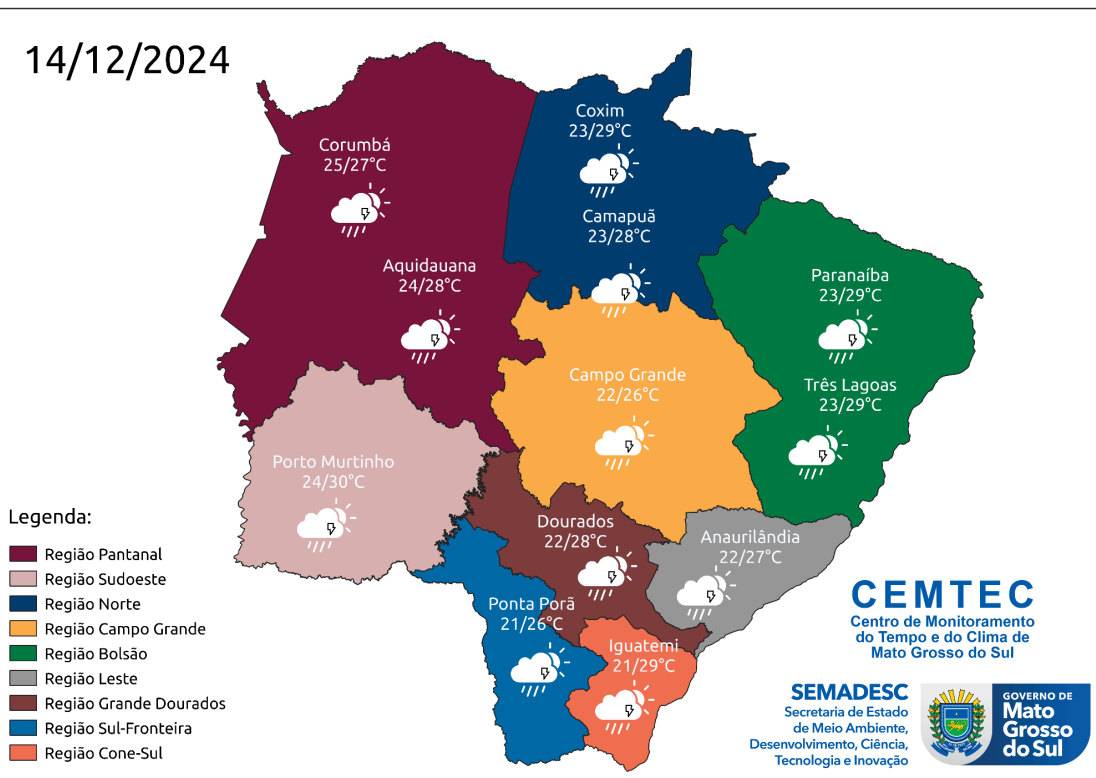 14/12/2024
Coxim
23/29°C
Corumbá
25/27°C
Camapuã
23/28°C
Aquidauana
24/28°C
Paranaíba
23/29°C
Campo Grande
22/26°C
Três Lagoas
23/29°C
Porto Murtinho
24/30°C
Dourados
22/28°C
Anaurilândia
22/27°C
Ponta Porã
21/26°C
Iguatemi
21/29°C
Legenda:
Região Pantanal
Região Sudoeste
Região Norte
Região Campo Grande
Região Bolsão
Região Leste
Região Grande Dourados
Região Sul-Fronteira
Região Cone-Sul
CEMTEC
Centro de Monitoramento
do Tempo e do Clima de
Mato Grosso do Sul
SEMADESC
Secretaria de Estado
de Meio Ambiente,
Desenvolvimento, Ciência,
Tecnologia e Inovação
GOVERNO DE
Mato
Grosso
do Sul